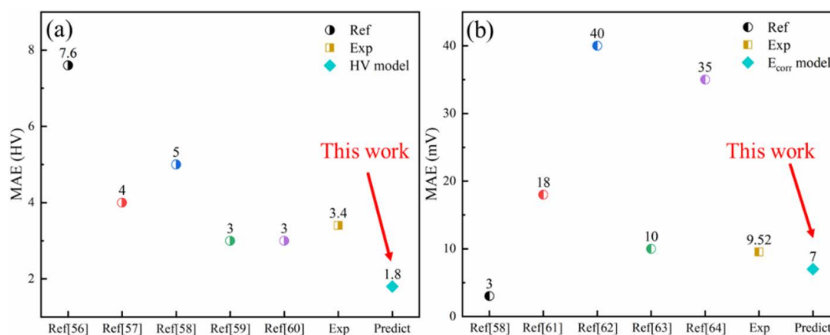 (a)
Ref
Exp
HV model
7.6
4
5
3
3
3.4
1.8
This work
MAE (HV)
8
6
4
2
Ref[56] Ref[57] Ref[58] Ref[59] Ref[60] Exp Predict
(b)
Ref
Exp
E_corr model
3
18
40
10
35
9.52
7
This work
MAE (mV)
40
30
20
10
0
Ref[58] Ref[61] Ref[62] Ref[63] Ref[64] Exp Predict